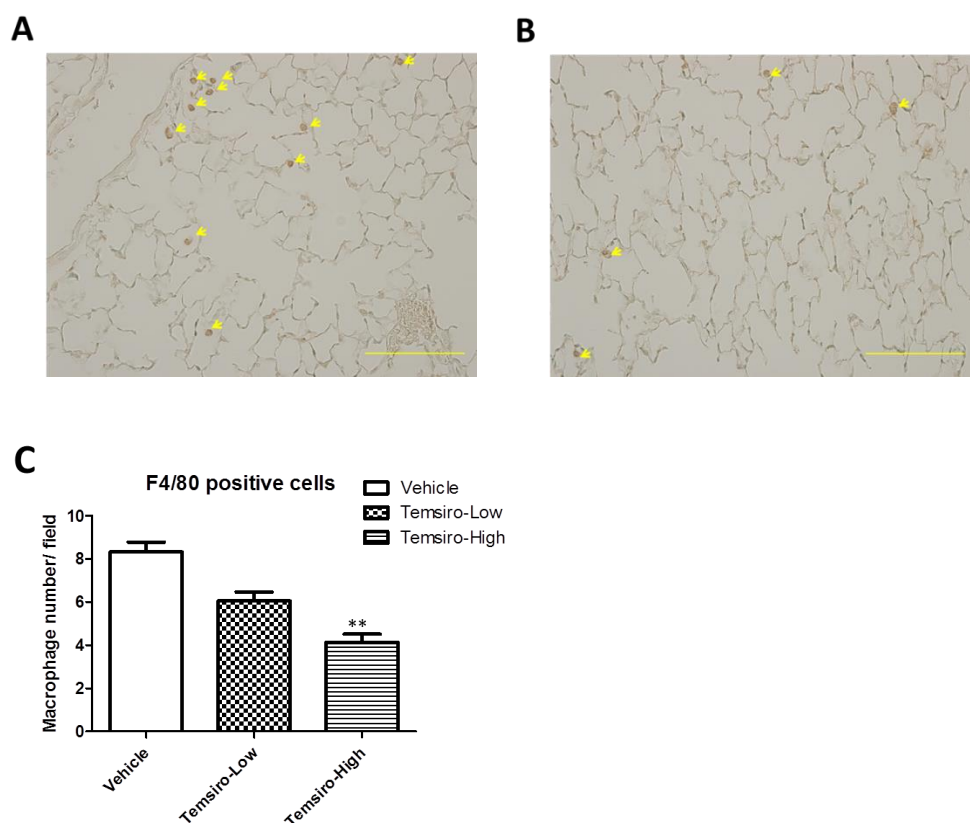 A
B
C
F4/80 positive cells
Vehicle
Temsiro-Low
Temsiro-High
Macrophage number/ field
10
8
6
4
2
0
**
Vehicle
Temsiro-Low
Temsiro-High